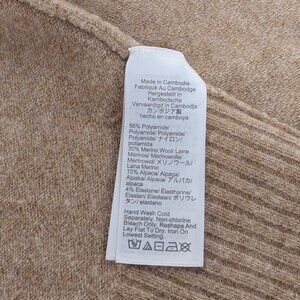 Made In Cambodia
Fabriqué Au Cambodge
Hergestellt In
Kambodscha
Vervaardigd In Cambodja
カンボジア製
hecho en camboya
56% Polyamide/
Polyamide/ Polyamide/
Polyamide/ ナイロン/
poliamida
30% Merino Wool/ Laine
Mérinos/ Merinowolle/
Merinowol/ メリノウール/
Lana Merino
10% Alpaca/ Alpaca/
Alpaka/ Alpaca/ アルパカ/
alpaca
4% Elastane/ Élasthanne/
Elastan/ Elastaan/ ポリウレ
タン/ elastano
Hand Wash Cold
Separately. Non-chlorine
Bleach Only. Reshape And
Lay Flat To Dry. Iron On
Lowest Setting.